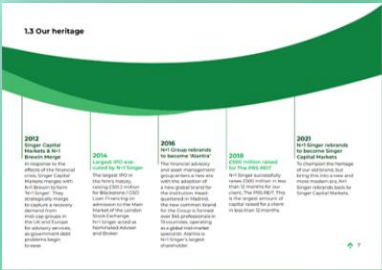 1.3 Our heritage
2012
Singer Capital
Markets & N+1
Brewin Merge
In response to the
effects of the financial
crisis, Singer Capital
Markets merges with
N+1 Brewin to form
'N+1 Singer'. They
strategically merge
to capture a recovery
demand from
mid-cap groups in
the UK and Europe
for advisory services,
as government debt
problems begin
to ease
2014
Largest IPO exe-
cuted by N+1 Singer
The largest IPO in
the firm's history,
raising
for Blackstone / GSO
Loan Financing on
admission to the Main
Market of the London
Stock Exchange.
N+1 Singer acted as
Nominated Adviser
and Broker
2016
N+1 Group rebrands
to become 'Alantra'
The financial advisory
and asset management
group enters a new era
with the adoption of
a new global brand for
the institution. Head-
quartered in Madrid,
the new common brand
for the Group is formed
over professionals in
countries, operating
as a global mid-market
specialist. Alantra is
N+1 Singer's largest
shareholder
2018
£500 million raised
for The PRS REIT
N+1 Singer successfully
raises £500 million in less
than 12 months for our
client, The PRS REIT. This
is the largest amount of
capital raised for a client
in less than 12 months.
2021
N+1 Singer rebrands
to become Singer
Capital Markets
To champion the heritage
of our esteemed, but
bring this into a new and
more modern era, N+1
Singer rebrands back to
Singer Capital Markets.
7